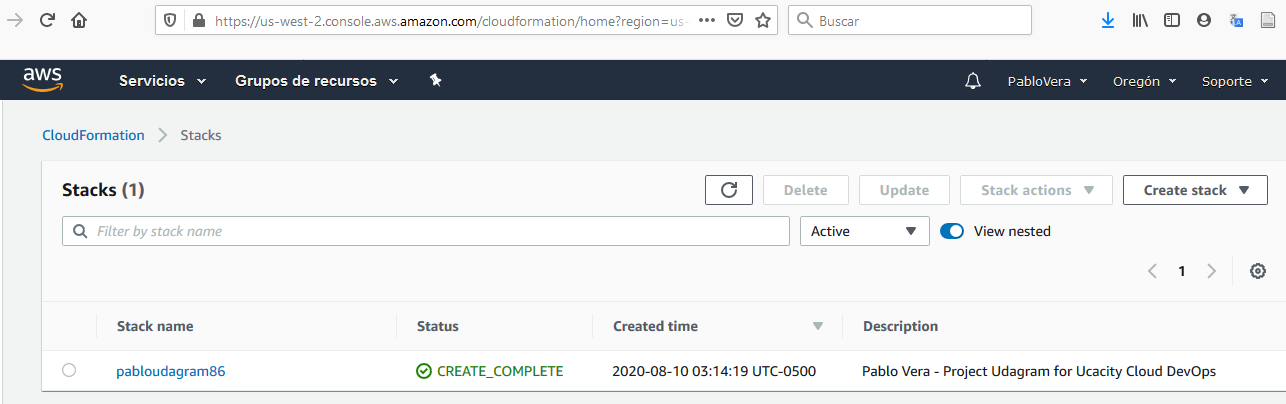 https://us-west-2.console.aws.amazon.com/cloudformation/home?region=us- ••• Buscar
aws Servicios Grupos de recursos PabloVera Oregón Soporte
CloudFormation > Stacks
Stacks (1) Delete Update Stack actions Create stack
Filter by stack name Active View nested
< 1 >
Stack name Status Created time Description
pabloudagram86 CREATE_COMPLETE 2020-08-10 03:14:19 UTC-0500 Pablo Vera - Project Udagram for Ucacity Cloud DevOps